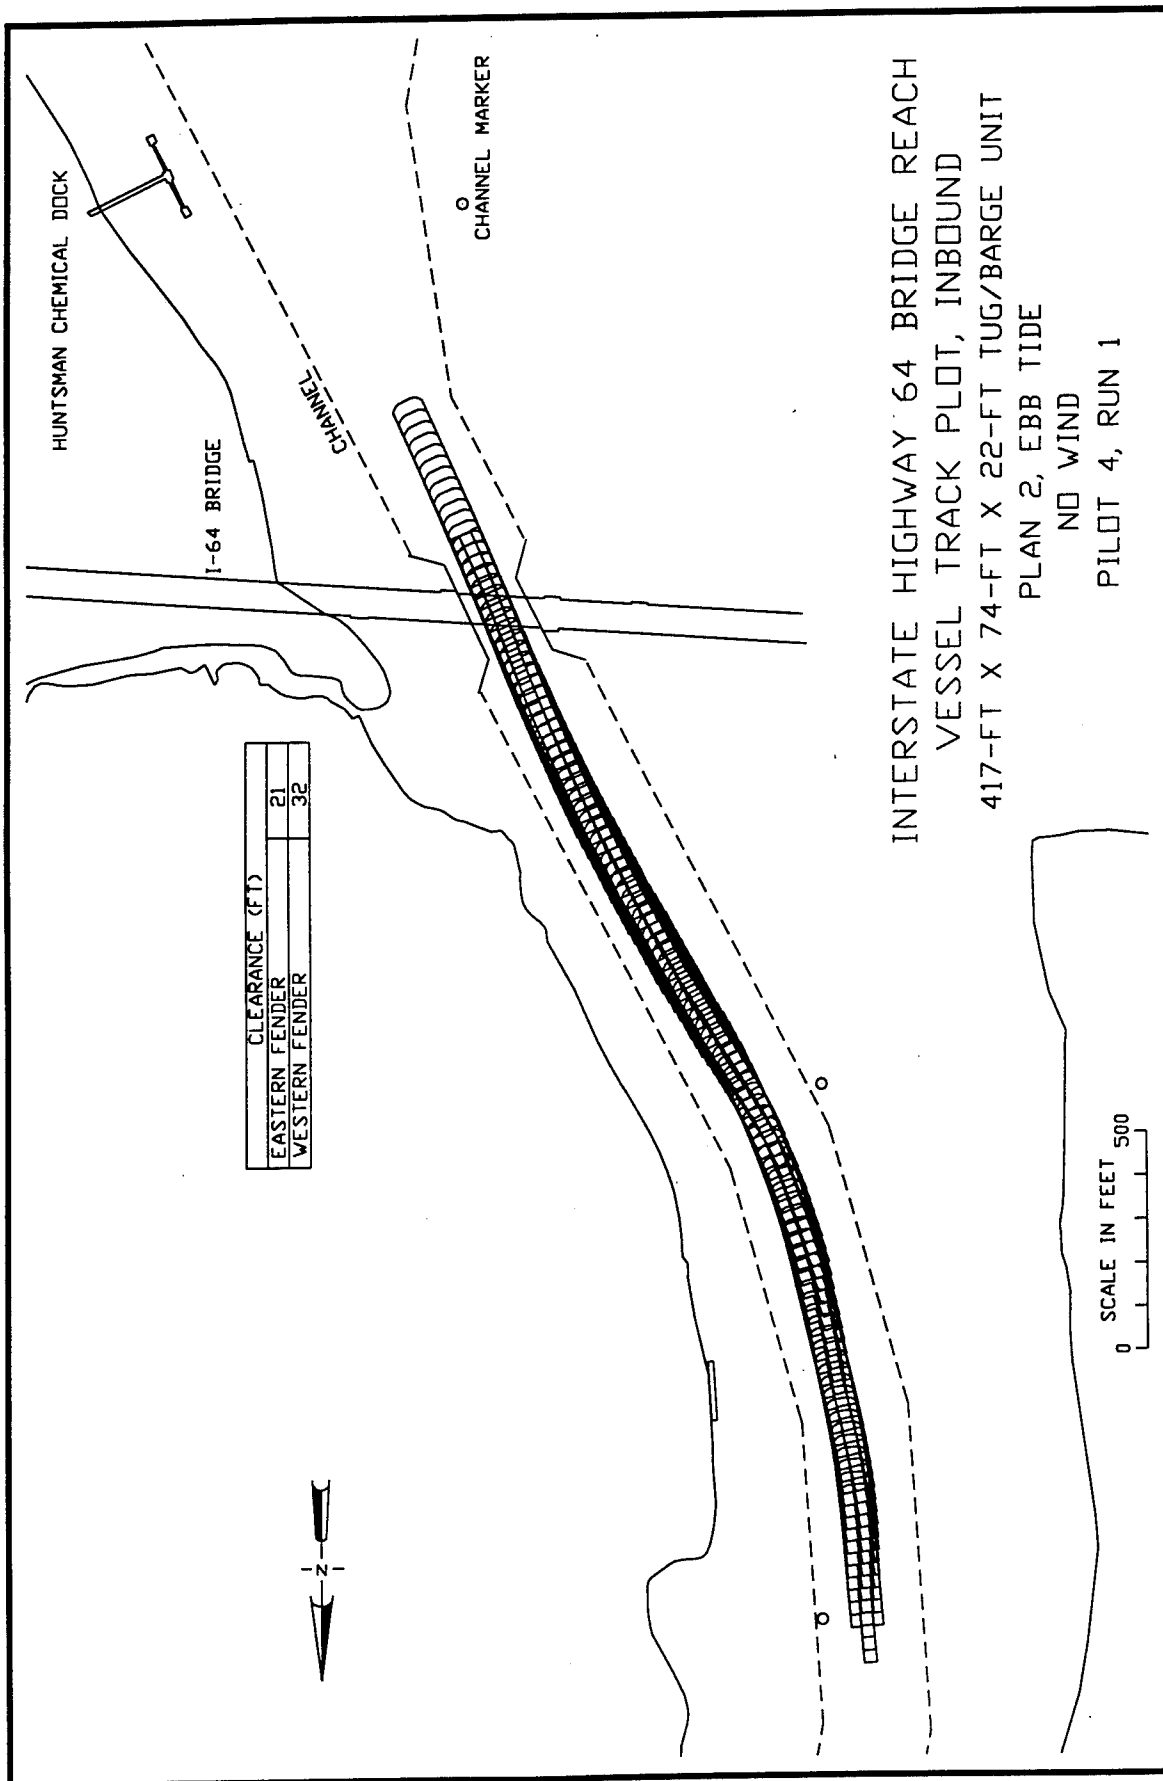 HUNTSMAN CHEMICAL DOCK
CHANNEL MARKER
CHANNEL
I-64 BRIDGE
CLEARANCE (FT)
EASTERN FENDER 21
WESTERN FENDER 32
N
SCALE IN FEET
0 500
INTERSTATE HIGHWAY 64 BRIDGE REACH
VESSEL TRACK PLOT, INBOUND
417-FT X 74-FT X 22-FT TUG/BARGE UNIT
PLAN 2, EBB TIDE
NO WIND
PILOT 4, RUN 1